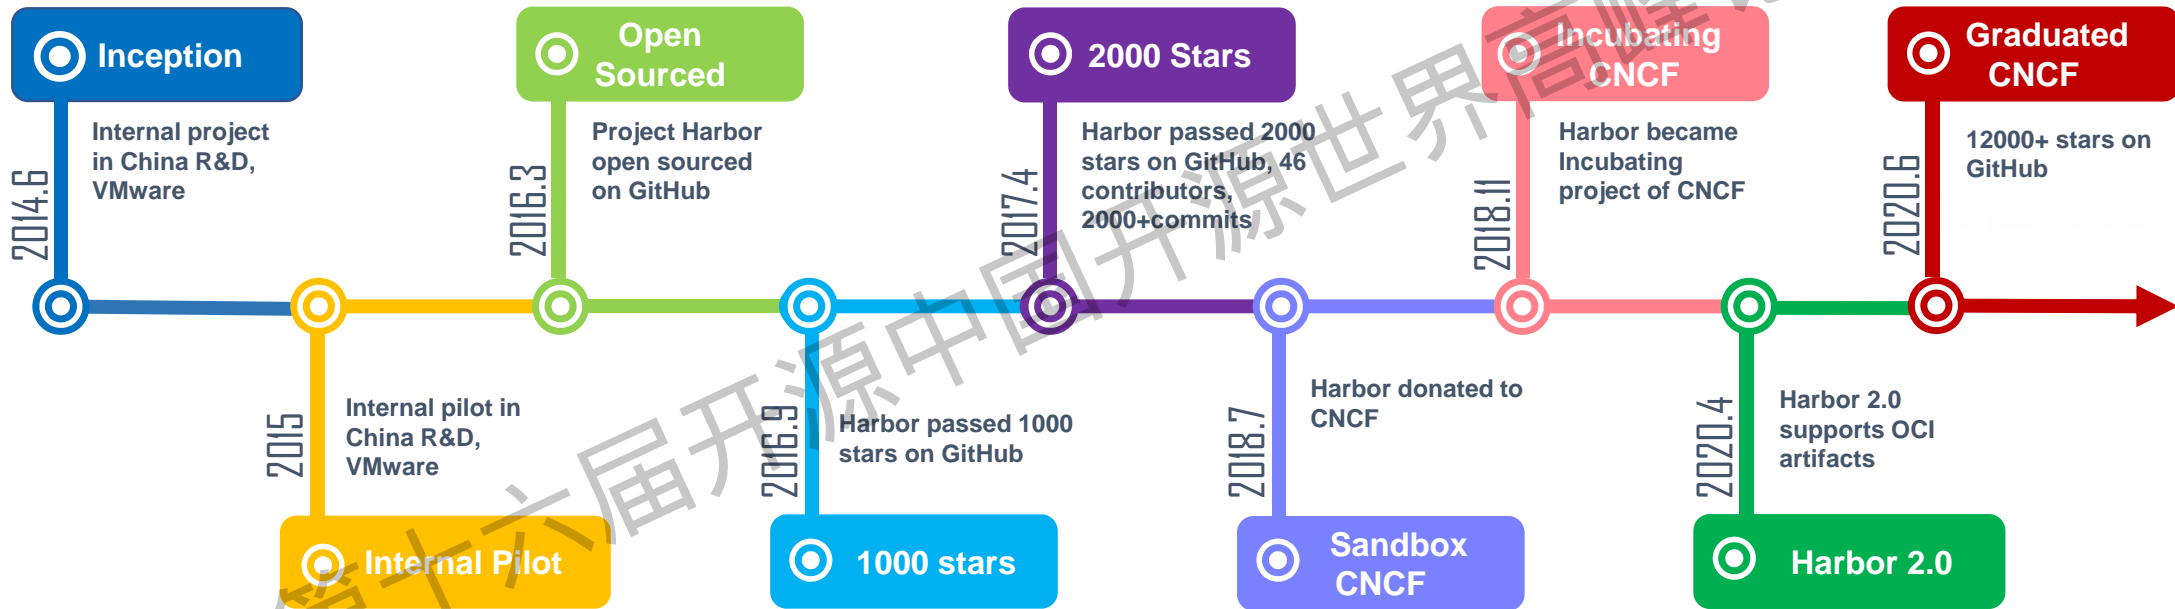 Inception
2014.6
Internal project
in China R&D,
VMware
2015
Internal pilot in
China R&D,
VMware
Internal Pilot
Open
Sourced
2016.3
Project Harbor
open sourced
on GitHub
2016.9
Harbor passed 1000
stars on GitHub
1000 stars
2000 Stars
2017.4
Harbor passed 2000
stars on GitHub, 46
contributors,
2000+commits
2018.7
Harbor donated to
CNCF
Sandbox
CNCF
Incubating
CNCF
2018.11
Harbor became
Incubating
project of CNCF
2020.4
Harbor 2.0
supports OCI
artifacts
Harbor 2.0
Graduated
CNCF
2020.6
12000+ stars on
GitHub
第十六届开源中国开源世界高峰